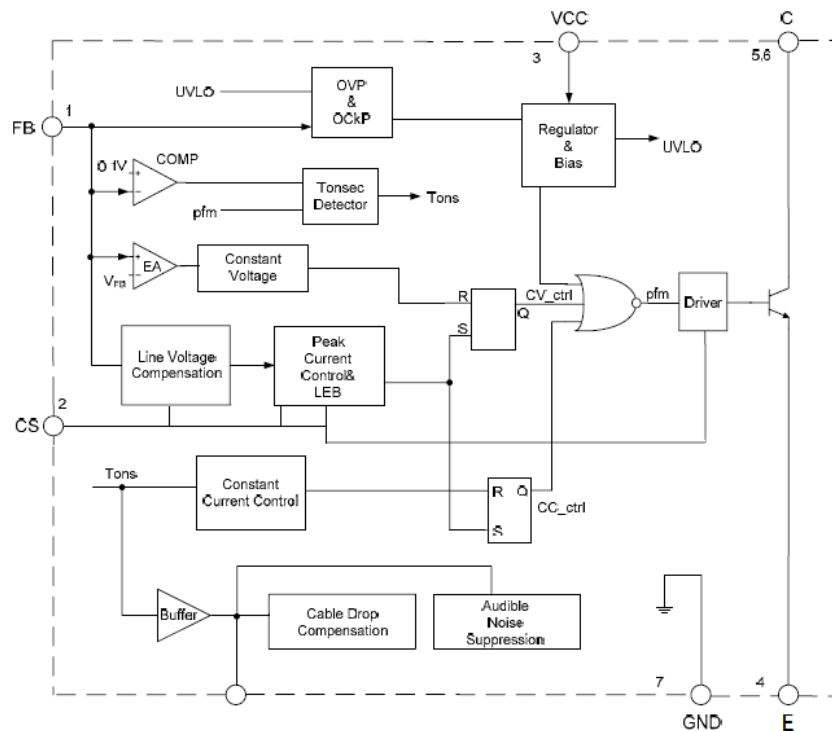 VCC
C
3
5,6
UVLO
OVP
&
OCkP
1
FB
Regulator
&
Bias
UVLO
0.1V
COMP
+
-
Tonsec
Detector
Tons
pfm
+
-
EA
VFB
Constant
Voltage
R
S
Q
CV_ctrl
pfm
Driver
Line Voltage
Compensation
Peak
Current
Control&
LEB
2
CS
Tons
Constant
Current Control
R
S
Q
CC_ctrl
Buffer
Cable Drop
Compensation
Audible
Noise
Suppression
7
4
GND
E